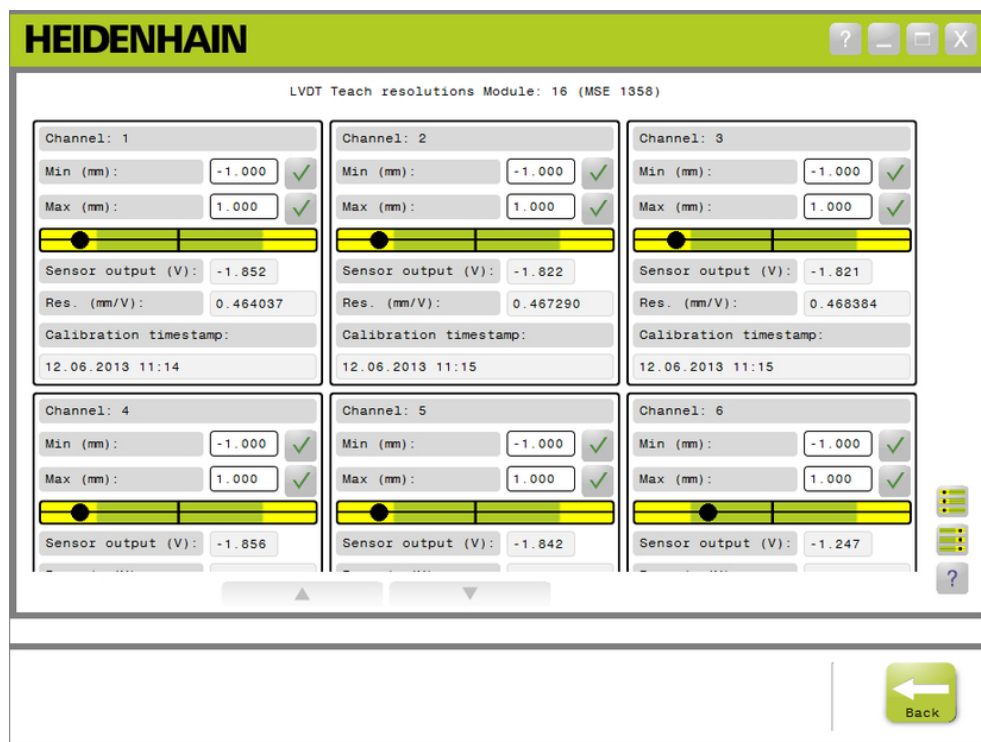 HEIDENHAIN
? _ X
LVDT Teach resolutions Module: 16 (MSE 1358)
Channel: 1
Min (mm): -1.000
Max (mm): 1.000
Sensor output (V): -1.852
Res. (mm/V): 0.464037
Calibration timestamp:
12.06.2013 11:14
Channel: 2
Min (mm): -1.000
Max (mm): 1.000
Sensor output (V): -1.822
Res. (mm/V): 0.467290
Calibration timestamp:
12.06.2013 11:15
Channel: 3
Min (mm): -1.000
Max (mm): 1.000
Sensor output (V): -1.821
Res. (mm/V): 0.468384
Calibration timestamp:
12.06.2013 11:15
Channel: 4
Min (mm): -1.000
Max (mm): 1.000
Sensor output (V): -1.856
Channel: 5
Min (mm): -1.000
Max (mm): 1.000
Sensor output (V): -1.842
Channel: 6
Min (mm): -1.000
Max (mm): 1.000
Sensor output (V): -1.247
?
Back